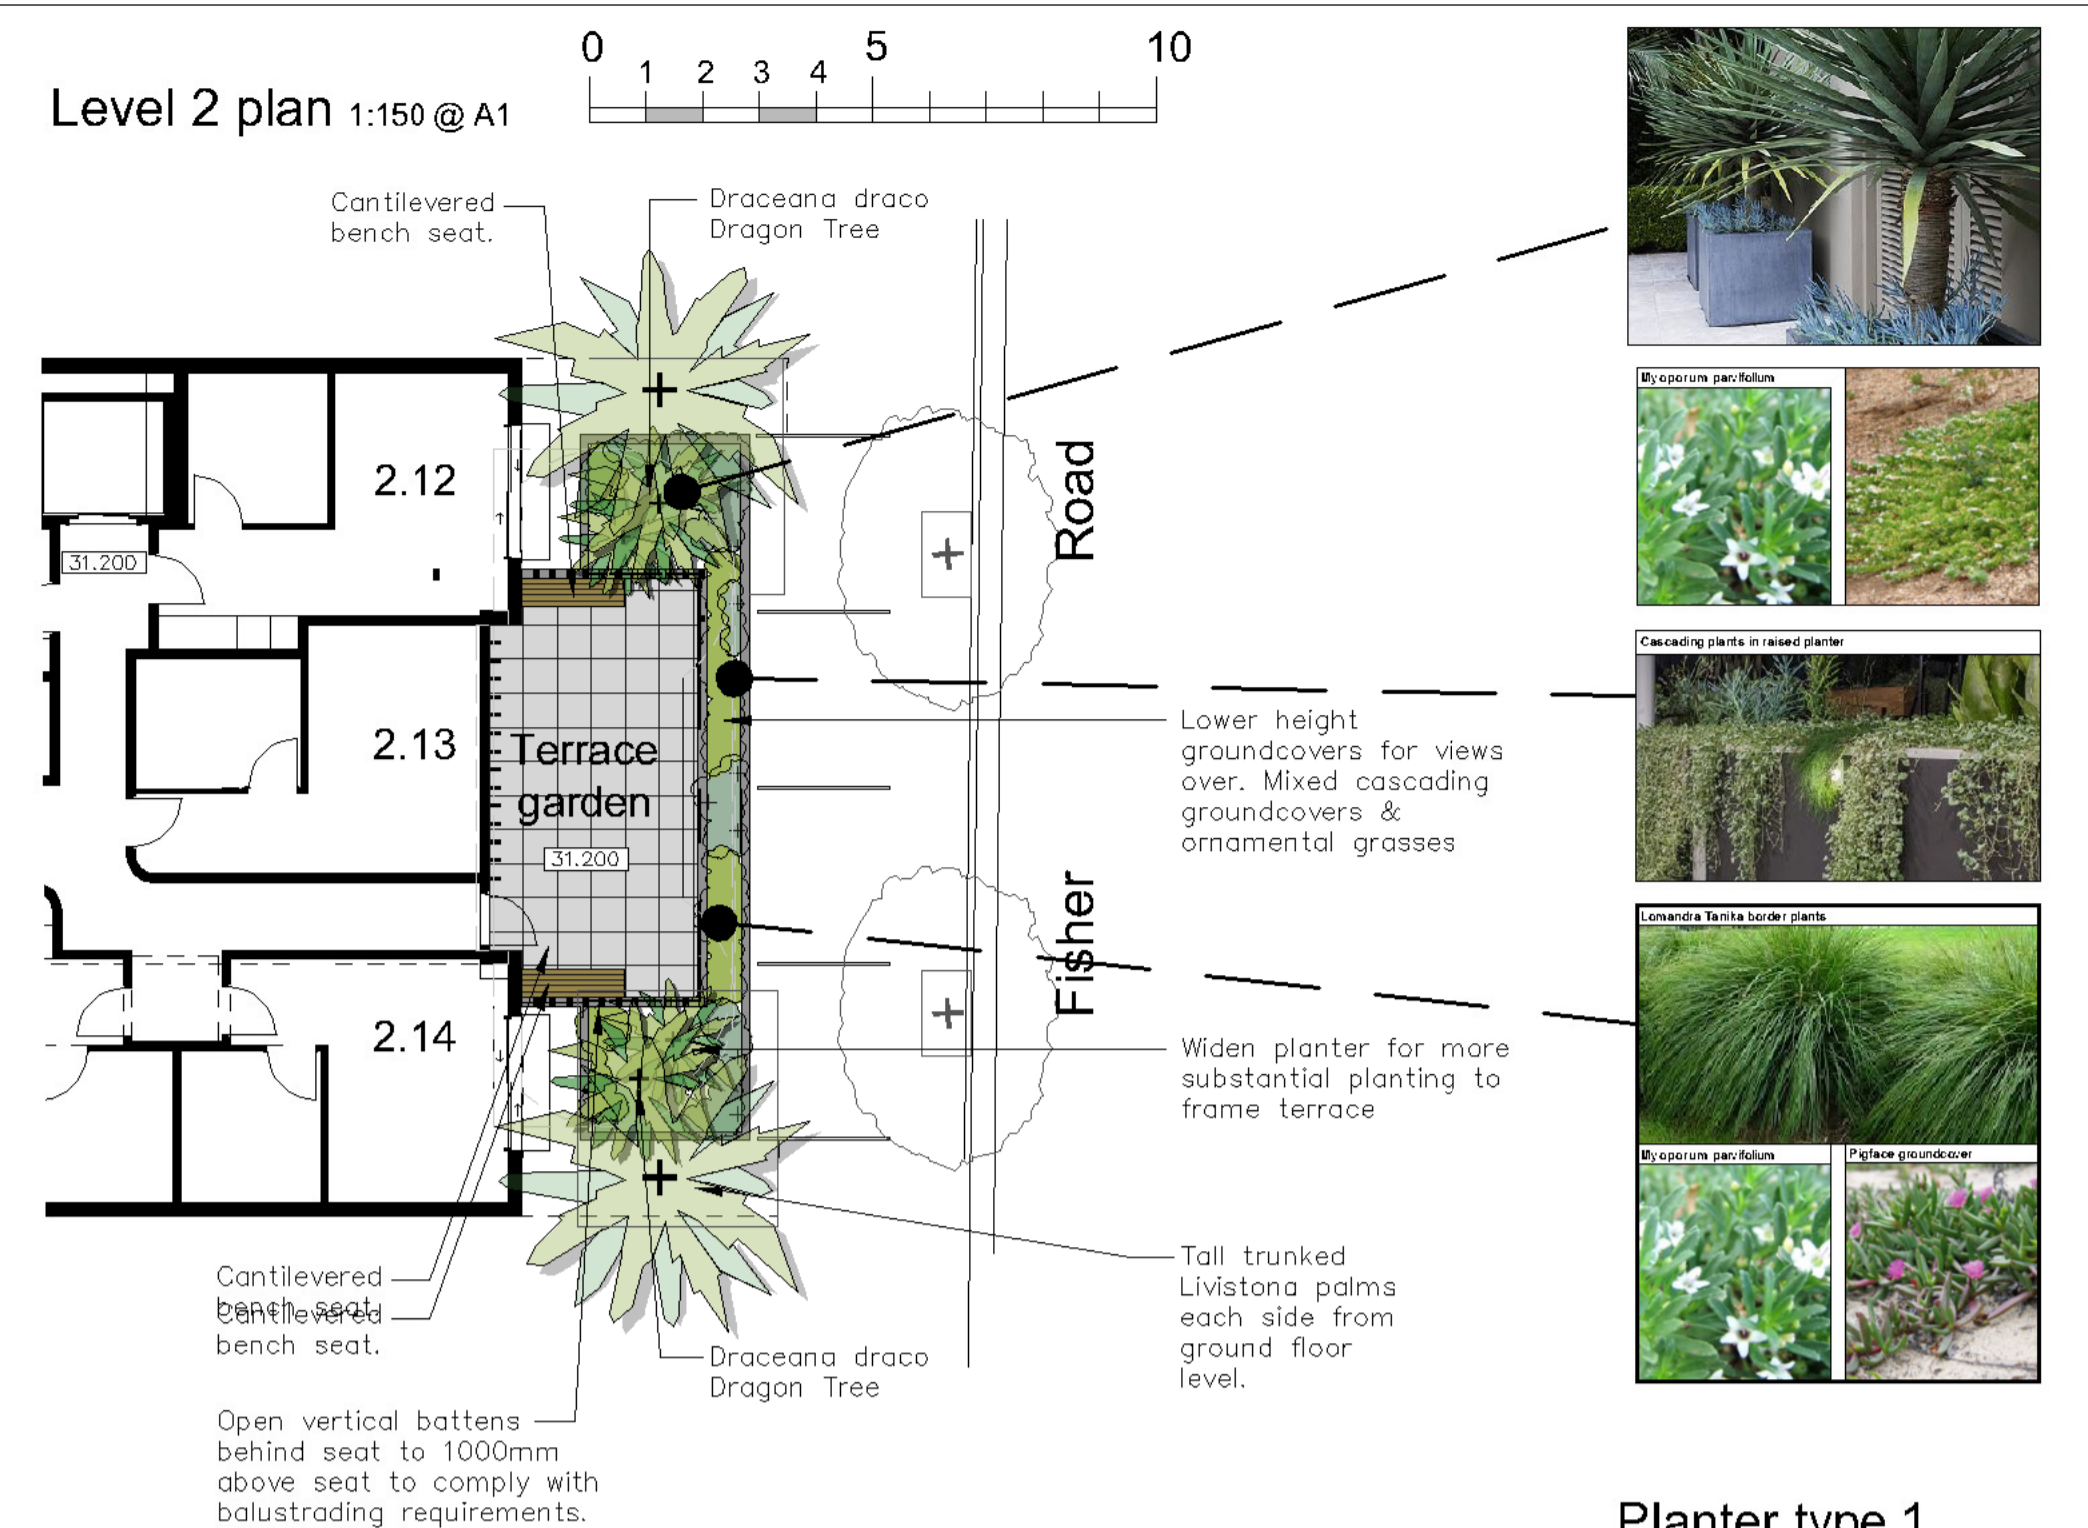 0
5
10
1
2
3
4
Level 2 plan 1:150 @ A1
Cantilevered
bench seat.
Draceana draco
Dragon Tree
2.12
31.200
Road
Myoporum parvifolium
Cascading plants in raised planter
2.13
Terrace
garden
31.200
Lower height
groundcovers for views
over. Mixed cascading
groundcovers &
ornamental grasses
Fisher
Lomandra Tanika border plants
2.14
Widen planter for more
substantial planting to
frame terrace
Myoporum parvifolium
Pigface groundcover
Tall trunked
Livistona palms
each side from
ground floor
level.
Cantilevered
bench seat.
Cantilevered
bench seat.
Draceana draco
Dragon Tree
Open vertical battens
behind seat to 1000mm
above seat to comply with
balustrading requirements.
Planter type 1